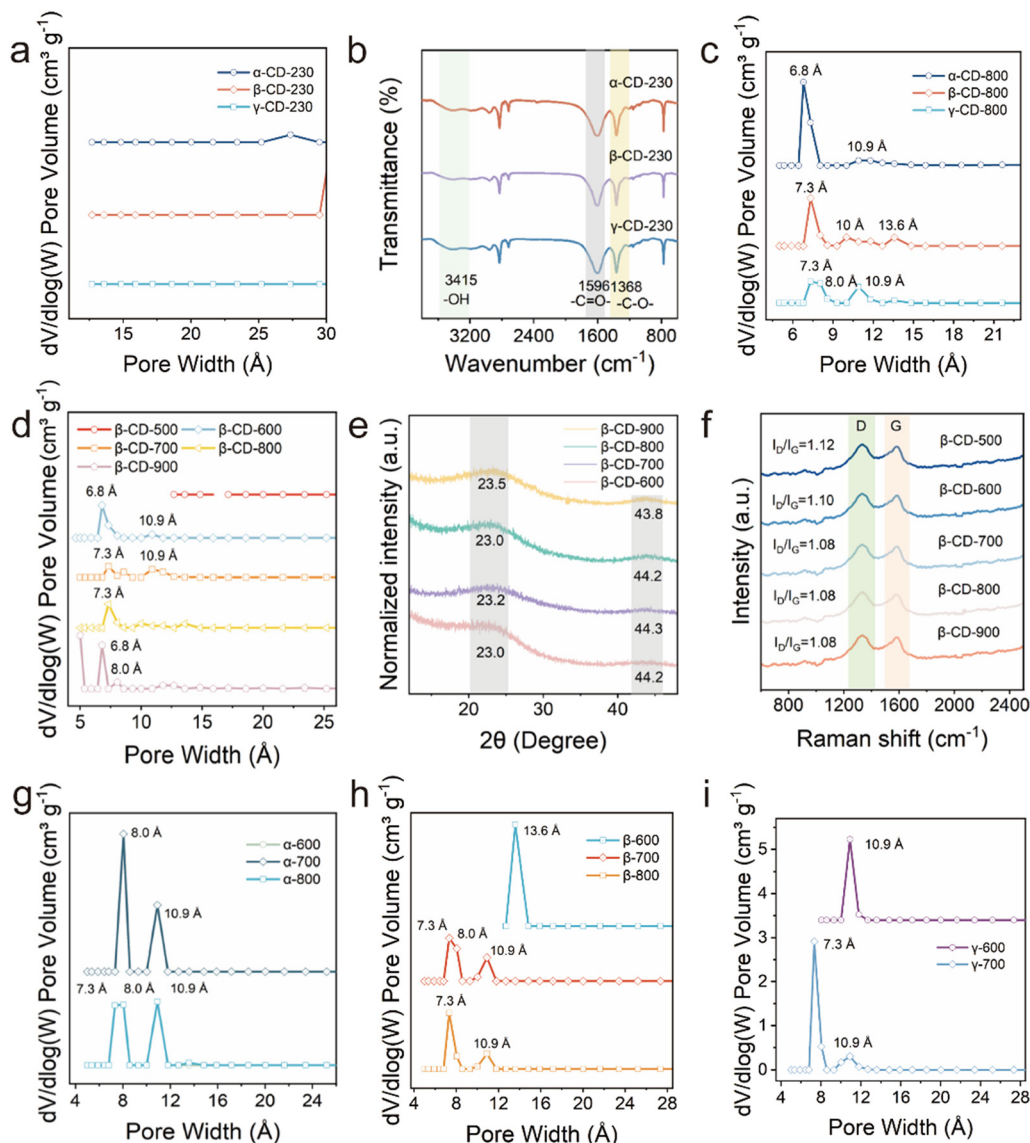 a
dV/dlog(W) Pore Volume (cm³ g⁻¹)
α-CD-230
β-CD-230
γ-CD-230
15 20 25 30
Pore Width (Å)
b
Transmittance (%)
α-CD-230
β-CD-230
γ-CD-230
3415
-OH
1596
-C=O-
1368
-C-O-
3200 2400 1600 800
Wavenumber (cm⁻¹)
c
dV/dlog(W) Pore Volume (cm³ g⁻¹)
α-CD-800
β-CD-800
γ-CD-800
6.8 Å
10.9 Å
7.3 Å
10 Å
13.6 Å
7.3 Å
8.0 Å
10.9 Å
6 9 12 15 18 21
Pore Width (Å)
d
dV/dlog(W) Pore Volume (cm³ g⁻¹)
β-CD-500 β-CD-600
β-CD-700 β-CD-800
β-CD-900
6.8 Å
10.9 Å
7.3 Å
10.9 Å
7.3 Å
6.8 Å
8.0 Å
5 10 15 20 25
Pore Width (Å)
e
Normalized intensity (a.u.)
β-CD-900
β-CD-800
β-CD-700
β-CD-600
23.5
43.8
23.0
44.2
23.2
44.3
23.0
44.2
20 30 40
2θ (Degree)
f
Intensity (a.u.)
D G
I_D/I_G=1.12 β-CD-500
I_D/I_G=1.10 β-CD-600
I_D/I_G=1.08 β-CD-700
I_D/I_G=1.08 β-CD-800
I_D/I_G=1.08 β-CD-900
800 1200 1600 2000 2400
Raman shift (cm⁻¹)
g
dV/dlog(W) Pore Volume (cm³ g⁻¹)
α-600
α-700
α-800
8.0 Å
10.9 Å
7.3 Å 8.0 Å 10.9 Å
4 8 12 16 20 24
Pore Width (Å)
h
dV/dlog(W) Pore Volume (cm³ g⁻¹)
β-600
β-700
β-800
13.6 Å
7.3 Å
8.0 Å
10.9 Å
7.3 Å
10.9 Å
4 8 12 16 20 24 28
Pore Width (Å)
i
dV/dlog(W) Pore Volume (cm³ g⁻¹)
5
4
3
2
1
0
10.9 Å
γ-600
γ-700
7.3 Å
10.9 Å
4 8 12 16 20 24 28
Pore Width (Å)